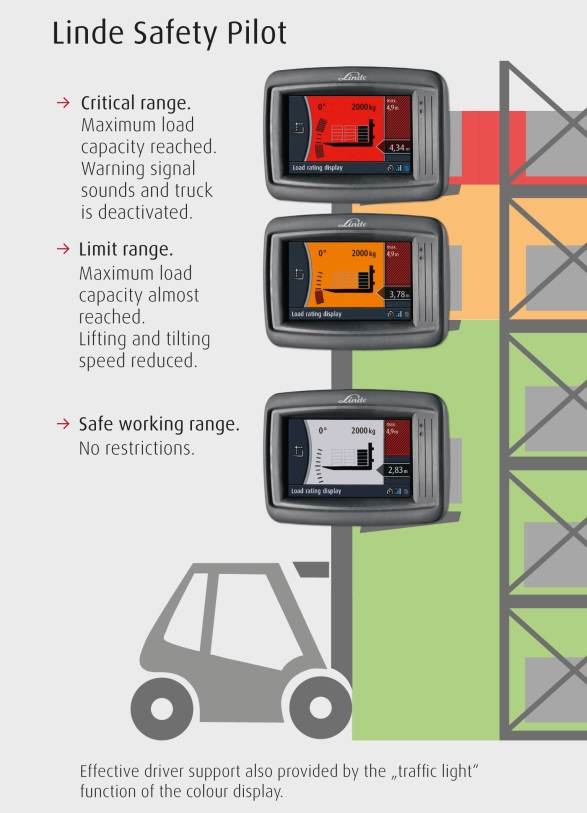 Linde Safety Pilot
→ Critical range.
Maximum load
capacity reached.
Warning signal
sounds and truck
is deactivated.
Linde
0° 2000 kg
max.
4,9 m
4,34 m
Load rating display
→ Limit range.
Maximum load
capacity almost
reached.
Lifting and tilting
speed reduced.
Linde
0° 2000 kg
max.
4,9 m
3,78 m
Load rating display
→ Safe working range.
No restrictions.
Linde
0° 2000 kg
max.
4,9 m
2,83 m
Load rating display
Effective driver support also provided by the „traffic light“
function of the colour display.